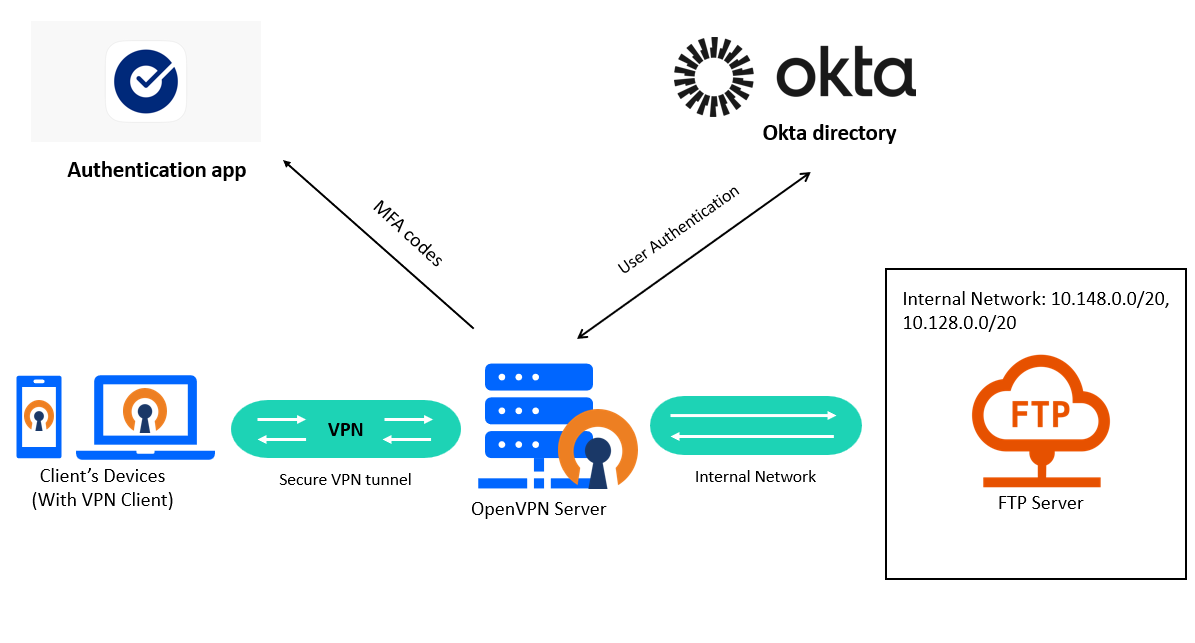 okta
Okta directory
Authentication app
MFA codes
User Authentication
Internal Network: 10.148.0.0/20,
10.128.0.0/20
FTP
FTP Server
VPN
Secure VPN tunnel
Internal Network
Client’s Devices
(With VPN Client)
OpenVPN Server